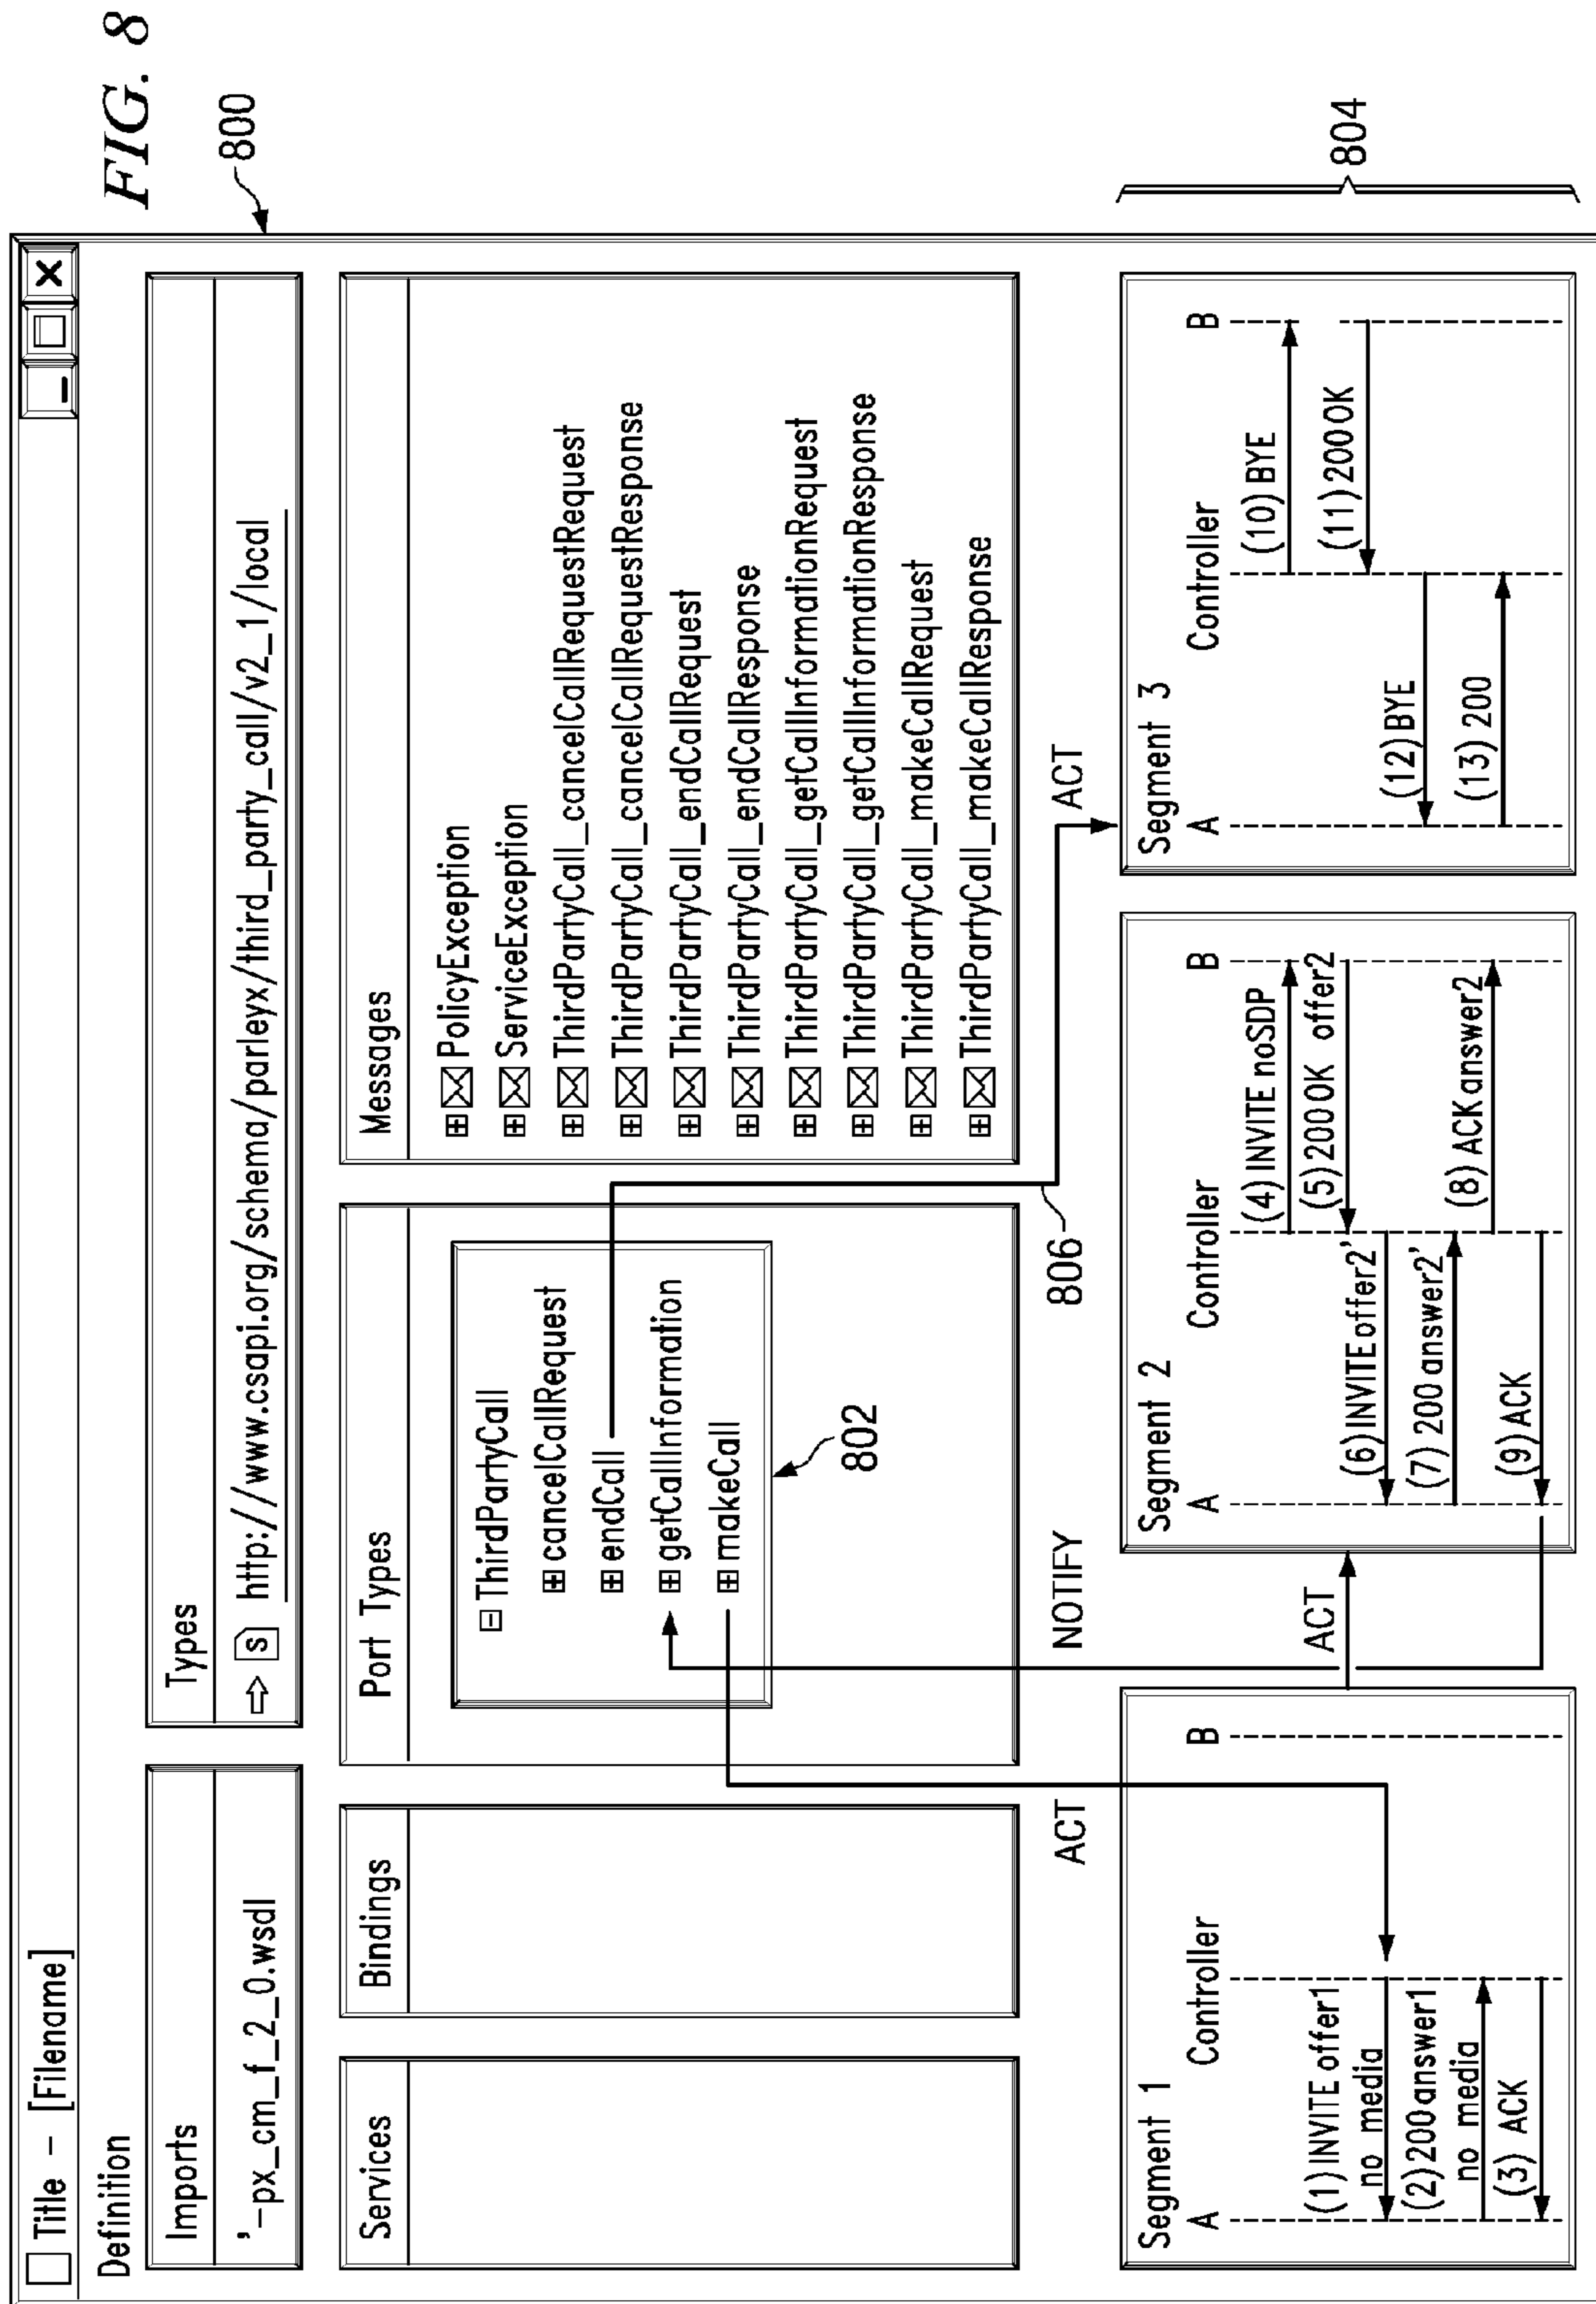 FIG. 8
800
Title - [Filename]
Definition
Imports
'-px_cm_f_2_0.wsdl
Types
S http://www.csapi.org/schema/parleyx/third_party_call/v2_1/local
Services
Bindings
Port Types
ThirdPartyCall
cancelCallRequest
endCall
getCallInformation
makeCall
802
Messages
PolicyException
ServiceException
ThirdPartyCall_cancelCallRequestRequest
ThirdPartyCall_cancelCallRequestResponse
ThirdPartyCall_endCallRequest
ThirdPartyCall_endCallResponse
ThirdPartyCall_getCallInformationRequest
ThirdPartyCall_getCallInformationResponse
ThirdPartyCall_makeCallRequest
ThirdPartyCall_makeCallResponse
ACT
NOTIFY
806
ACT
804
Segment 1
A Controller B
(1) INVITE offer1
no media
(2) 200 answer1
no media
(3) ACK
ACT
Segment 2
A Controller B
(4) INVITE noSDP
(5) 200 OK offer2
(6) INVITE offer2'
(7) 200 answer2'
(8) ACK answer2
(9) ACK
Segment 3
A Controller B
(10) BYE
(11) 200 OK
(12) BYE
(13) 200